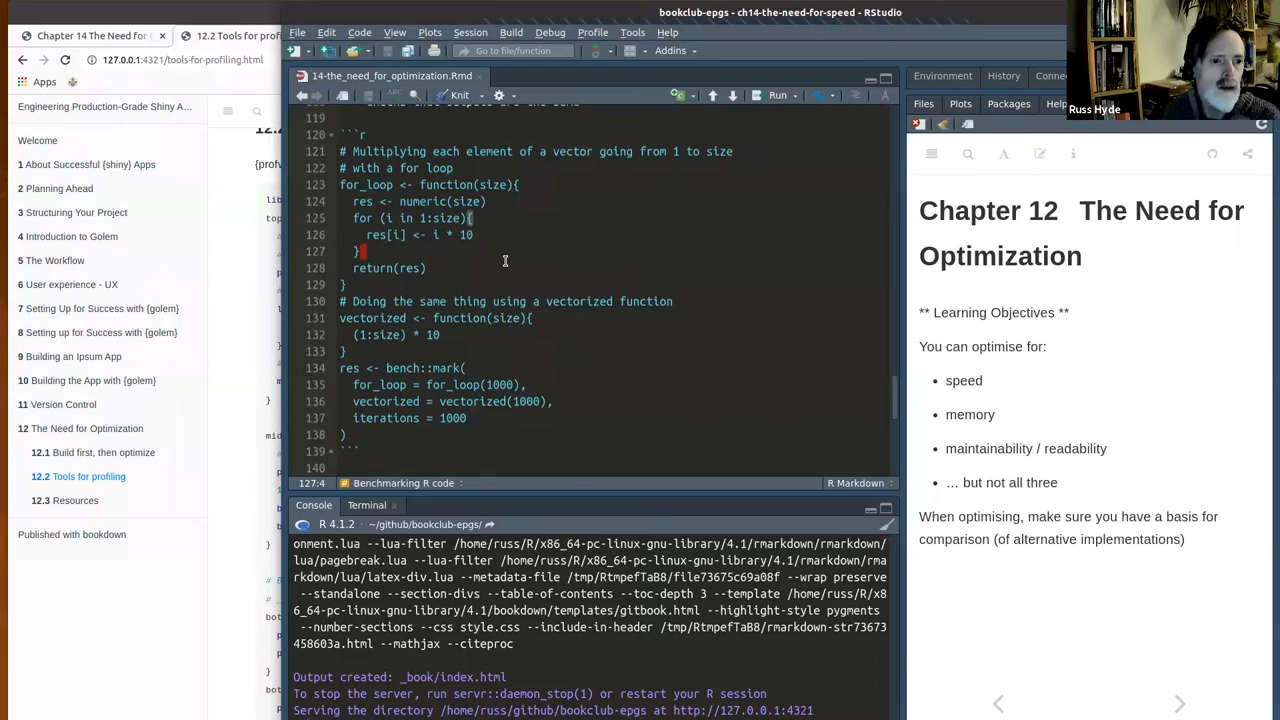 bookclub-epgs - ch14-the-need-for-speed - RStudio
Chapter 14 The Need for
12.2 Tools for prof
127.0.0.1:4321/tools-for-profiling.html
Apps
Engineering Production-Grade Shiny A...
Welcome
1 About Successful {shiny} Apps
2 Planning Ahead
3 Structuring Your Project
4 Introduction to Golem
5 The Workflow
6 User experience - UX
7 Setting Up for Success with {golem}
8 Setting up for Success with {golem}
9 Building an Ipsum App
10 Building the App with {golem}
11 Version Control
12 The Need for Optimization
12.1 Build first, then optimize
12.2 Tools for profiling
12.3 Resources
Published with bookdown
12.2
{profv
lib
top
}
mid
}
# B
bot
}
bot
File Edit Code View Plots Session Build Debug Profile Tools Help
Go to file/function
Addins
14-the_need_for_optimization.Rmd
Knit
Run
119
120 ```r
121 # Multiplying each element of a vector going from 1 to size
122 # with a for loop
123 for_loop <- function(size){
124 res <- numeric(size)
125 for (i in 1:size){
126 res[i] <- i * 10
127 }
128 return(res)
129 }
130 # Doing the same thing using a vectorized function
131 vectorized <- function(size){
132 (1:size) * 10
133 }
134 res <- bench::mark(
135 for_loop = for_loop(1000),
136 vectorized = vectorized(1000),
137 iterations = 1000
138 )
139 ```
140
127:4 # Benchmarking R code R Markdown
Console Terminal
R 4.1.2 · ~/github/bookclub-epgs/
onment.lua --lua-filter /home/russ/R/x86_64-pc-linux-gnu-library/4.1/rmarkdown/rmarkdown/
lua/pagebreak.lua --lua-filter /home/russ/R/x86_64-pc-linux-gnu-library/4.1/rmarkdown/rma
rkdown/lua/latex-div.lua --metadata-file /tmp/RtmpefTaB8/file73675c69a08f --wrap preserve
--standalone --section-divs --table-of-contents --toc-depth 3 --template /home/russ/R/x8
6_64-pc-linux-gnu-library/4.1/bookdown/templates/gitbook.html --highlight-style pygments
--number-sections --css style.css --include-in-header /tmp/RtmpefTaB8/rmarkdown-str73673
458603a.html --mathjax --citeproc
Output created: _book/index.html
To stop the server, run servr::daemon_stop(1) or restart your R session
Serving the directory /home/russ/github/bookclub-epgs at http://127.0.0.1:4321
Environment History Conne
Files Plots Packages Help
Russ Hyde
Chapter 12 The Need for
Optimization
** Learning Objectives **
You can optimise for:
• speed
• memory
• maintainability / readability
• … but not all three
When optimising, make sure you have a basis for
comparison (of alternative implementations)